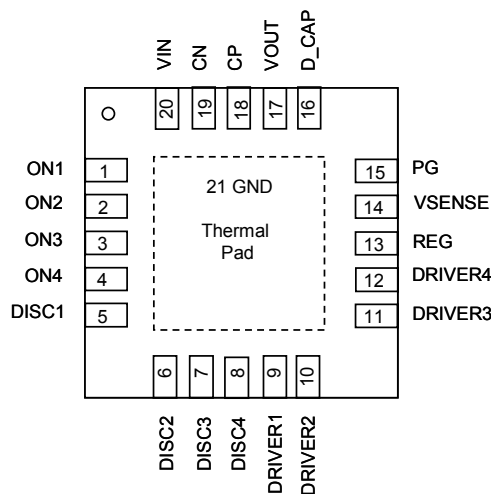 VIN
CN
CP
VOUT
D_CAP
20
19
18
17
16
ON1
1
ON2
2
ON3
3
ON4
4
DISC1
5
21 GND
Thermal
Pad
15
PG
14
VSENSE
13
REG
12
DRIVER4
11
DRIVER3
6
7
8
9
10
DISC2
DISC3
DISC4
DRIVER1
DRIVER2